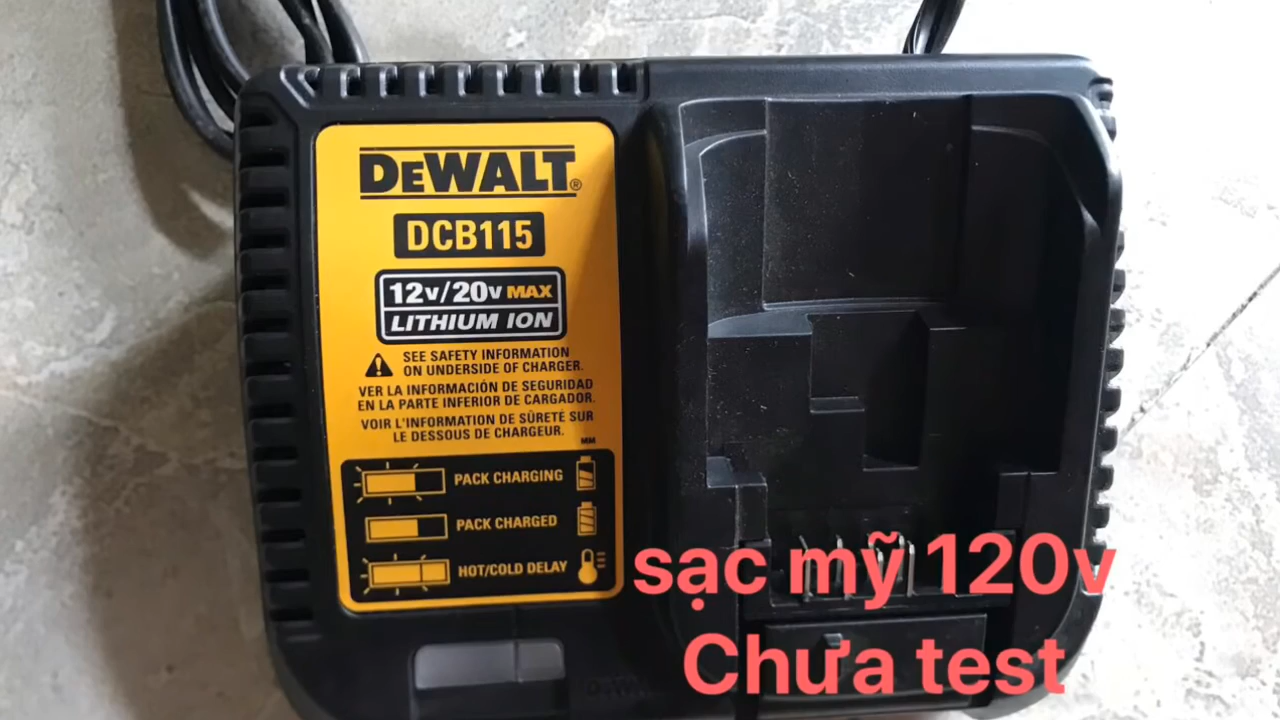 DEWALT®
DCB115
12V/20V MAX
LITHIUM ION
SEE SAFETY INFORMATION
ON UNDERSIDE OF CHARGER.
VER LA INFORMACIÓN DE SEGURIDAD
EN LA PARTE INFERIOR DE CARGADOR.
VOIR L'INFORMATION DE SÛRETÉ SUR
LE DESSOUS DE CHARGEUR.
MM
PACK CHARGING
PACK CHARGED
HOT/COLD DELAY
sạc mỹ 120v
Chưa test